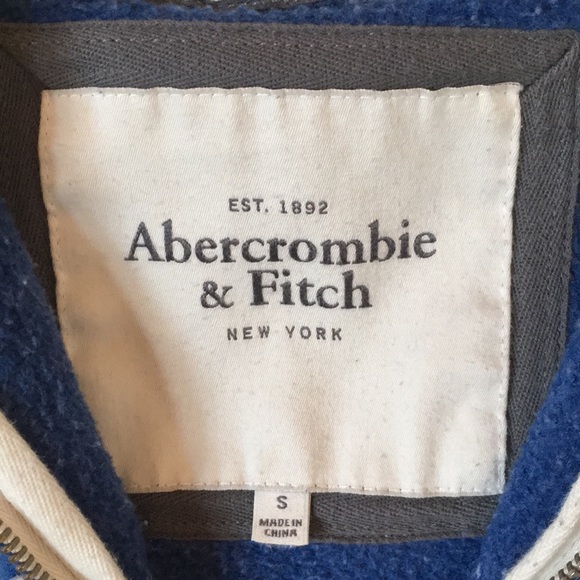 EST. 1892
Abercrombie
& Fitch
NEW YORK
S
MADE IN
CHINA